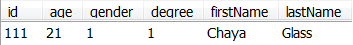 id age gender degree firstName lastName
111 21 1 1 Chaya Glass